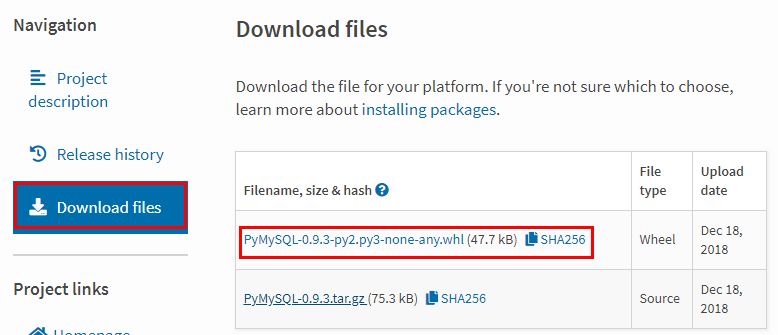 Navigation
Project
description
Release history
Download files
Project links
Homepage
Download files
Download the file for your platform. If you're not sure which to choose,
learn more about installing packages.
Filename, size & hash ? File type Upload date
PyMySQL-0.9.3-py2.py3-none-any.whl (47.7 kB) SHA256 Wheel Dec 18, 2018
PyMySQL-0.9.3.tar.gz (75.3 kB) SHA256 Source Dec 18, 2018